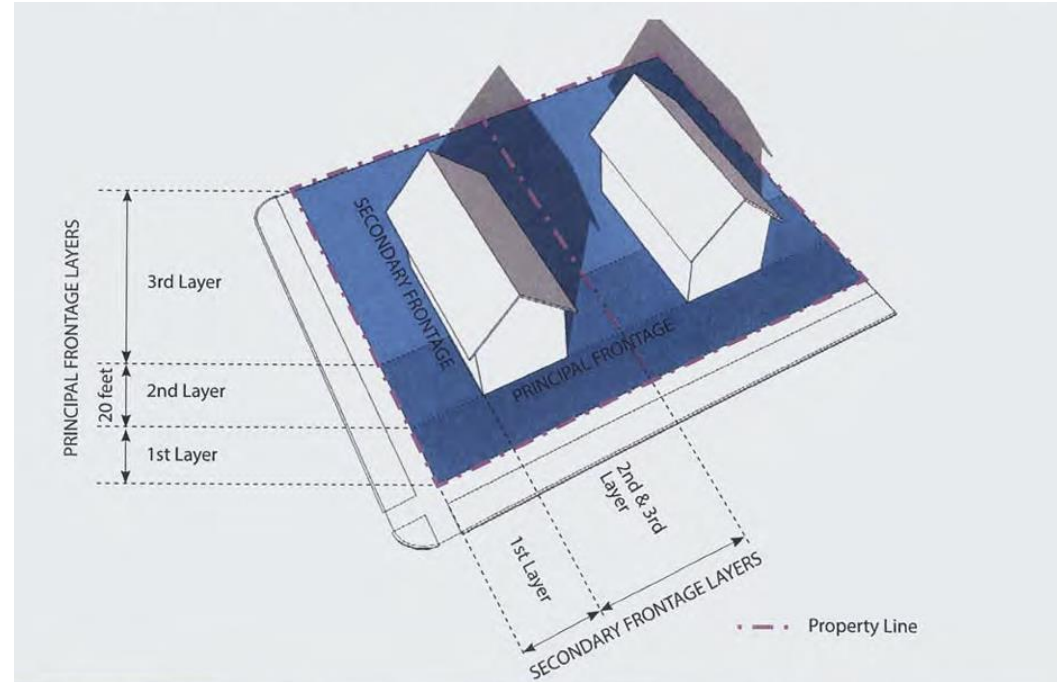 PRINCIPAL FRONTAGE LAYERS
20 feet
3rd Layer
2nd Layer
1st Layer
SECONDARY FRONTAGE
PRINCIPAL FRONTAGE
1st Layer
2nd & 3rd
Layer
SECONDARY FRONTAGE LAYERS
Property Line